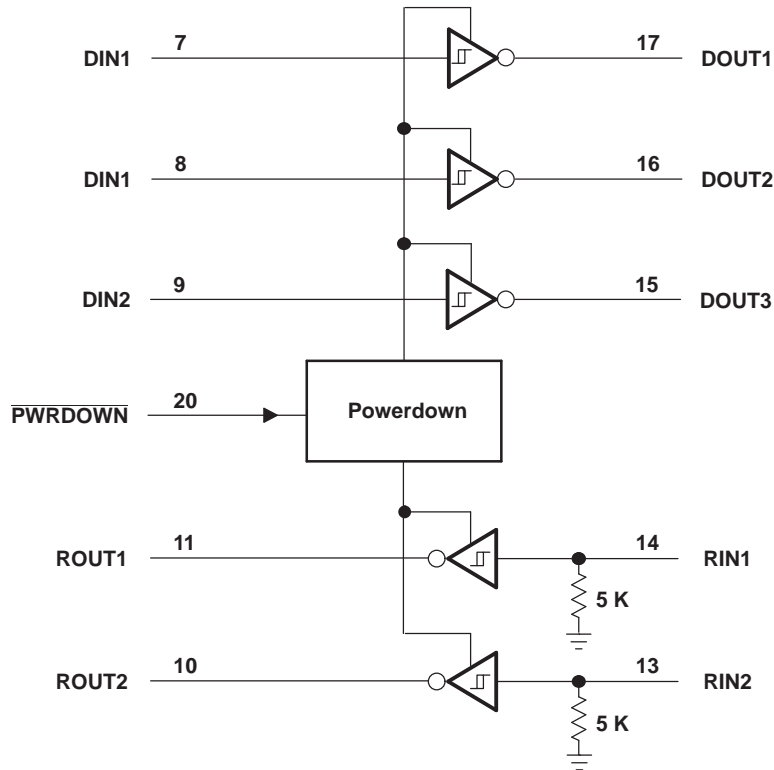 DIN1 7 17 DOUT1
DIN1 8 16 DOUT2
DIN2 9 15 DOUT3
PWRDOWN 20 Powerdown
ROUT1 11 14 RIN1
5 K
ROUT2 10 13 RIN2
5 K